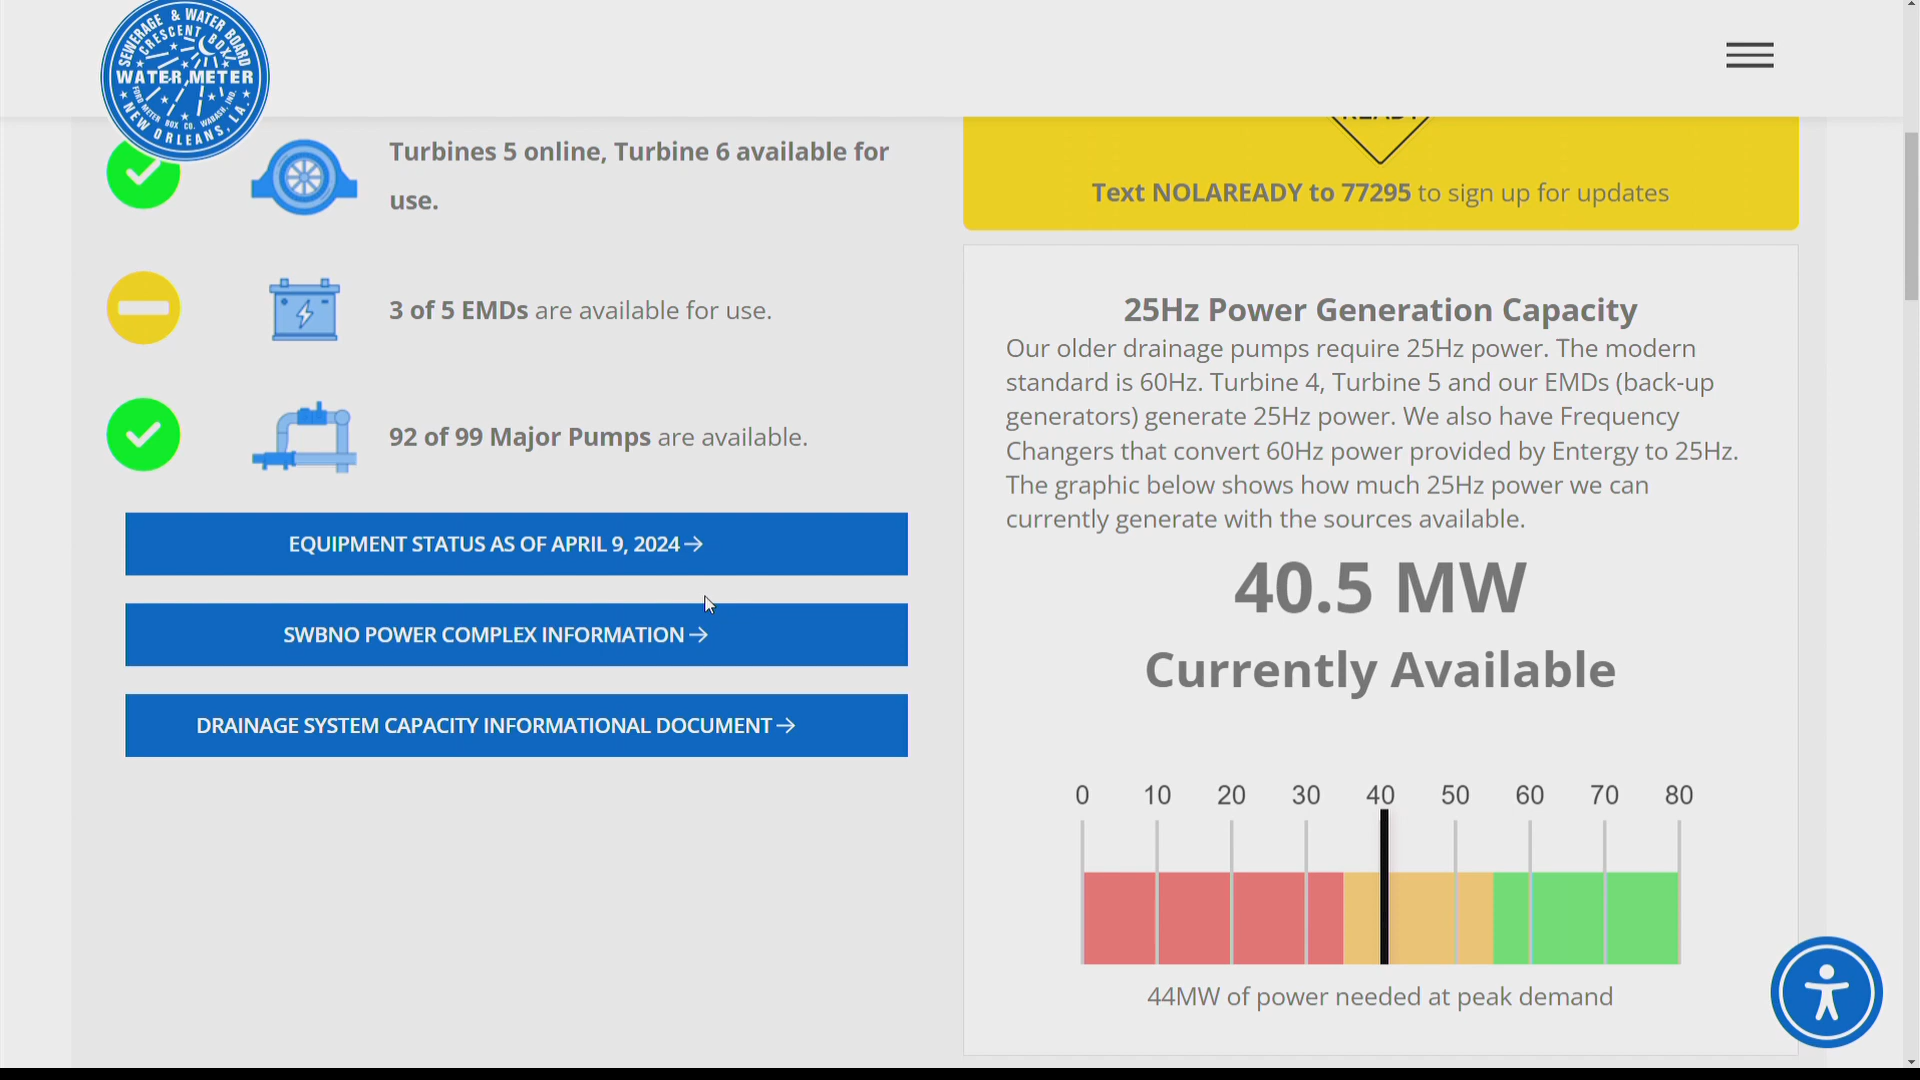 SEWERAGE & WATER BOARD
CRESCENT BOX
WATER METER
FORD METER BOX CO. WABASH, IND.
NEW ORLEANS, LA.
Turbines 5 online, Turbine 6 available for
use.
3 of 5 EMDs are available for use.
92 of 99 Major Pumps are available.
EQUIPMENT STATUS AS OF APRIL 9, 2024
SWBNO POWER COMPLEX INFORMATION
DRAINAGE SYSTEM CAPACITY INFORMATIONAL DOCUMENT
READY
Text NOLAREADY to 77295 to sign up for updates
25Hz Power Generation Capacity
Our older drainage pumps require 25Hz power. The modern
standard is 60Hz. Turbine 4, Turbine 5 and our EMDs (back-up
generators) generate 25Hz power. We also have Frequency
Changers that convert 60Hz power provided by Entergy to 25Hz.
The graphic below shows how much 25Hz power we can
currently generate with the sources available.
40.5 MW
Currently Available
0 10 20 30 40 50 60 70 80
44MW of power needed at peak demand